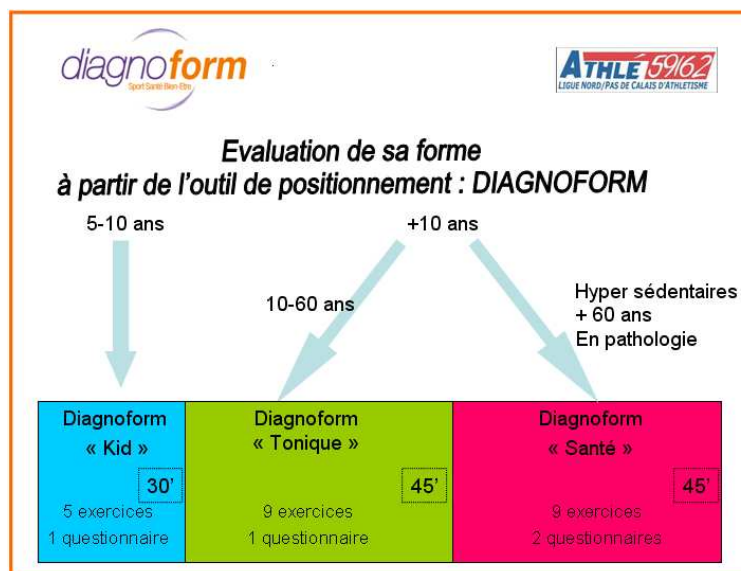 diagnoform
Sport Santé Bien-Etre
ATHLÉ 59/62
LIGUE NORD/PAS DE CALAIS D'ATHLETISME
Evaluation de sa forme
à partir de l'outil de positionnement : DIAGNOFORM
5-10 ans
+10 ans
10-60 ans
Hyper sédentaires
+ 60 ans
En pathologie
Diagnoform
« Kid »
30'
5 exercices
1 questionnaire
Diagnoform
« Tonique »
45'
9 exercices
1 questionnaire
Diagnoform
« Santé »
45'
9 exercices
2 questionnaires